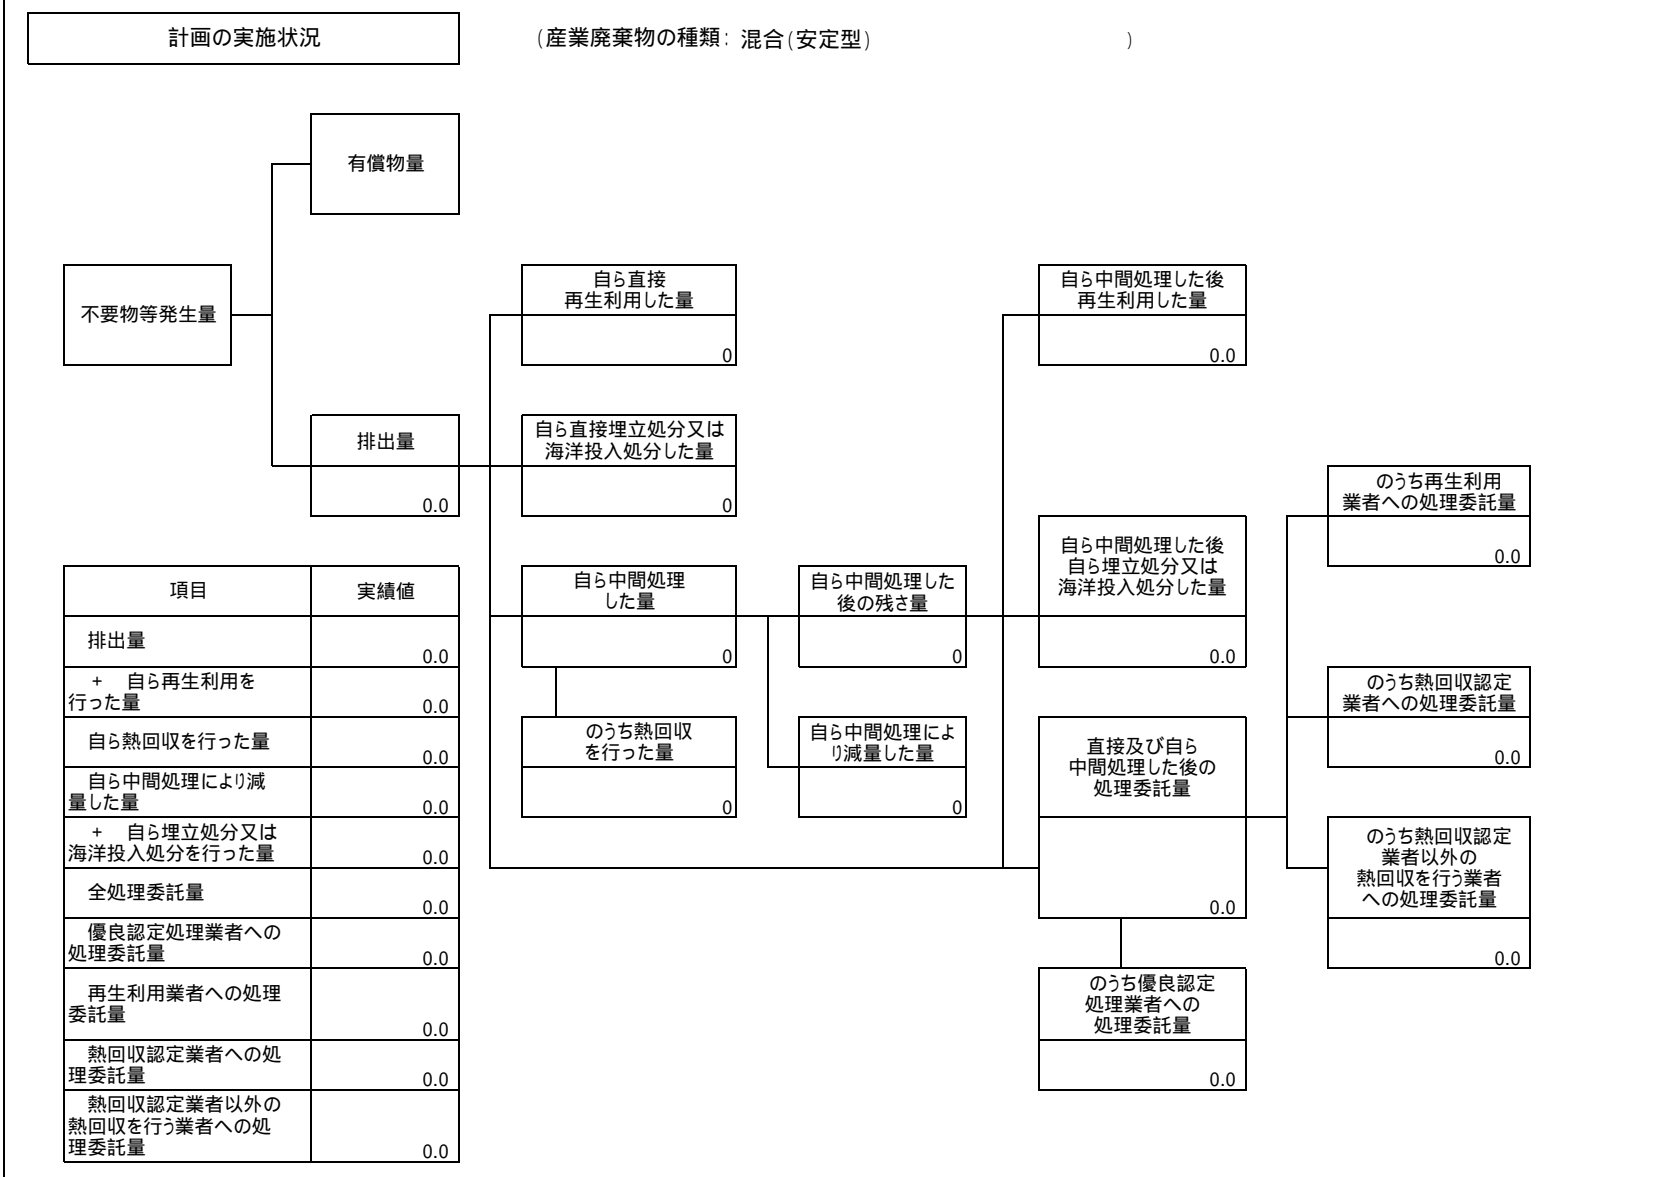 計画の実施状況
(産業廃棄物の種類: 混合(安定型) )
有償物量
不要物等発生量
自ら直接
再生利用した量
0
自ら中間処理した後
再生利用した量
0.0
排出量
0.0
自ら直接埋立処分又は
海洋投入処分した量
0
のうち再生利用
業者への処理委託量
0.0
自ら中間処理した後
自ら埋立処分又は
海洋投入処分した量
0.0
自ら中間処理
した量
0
自ら中間処理した
後の残さ量
0
のうち熱回収認定
業者への処理委託量
0.0
のうち熱回収
を行った量
0
自ら中間処理によ
り減量した量
0
直接及び自ら
中間処理した後の
処理委託量
0.0
のうち熱回収認定
業者以外の
熱回収を行う業者
への処理委託量
0.0
のうち優良認定
処理業者への
処理委託量
0.0
項目 実績値
排出量 0.0
+ 自ら再生利用を
行った量 0.0
自ら熱回収を行った量 0.0
自ら中間処理により減
量した量 0.0
+ 自ら埋立処分又は
海洋投入処分を行った量 0.0
全処理委託量 0.0
優良認定処理業者への
処理委託量 0.0
再生利用業者への処理
委託量 0.0
熱回収認定業者への処
理委託量 0.0
熱回収認定業者以外の
熱回収を行う業者への処
理委託量 0.0